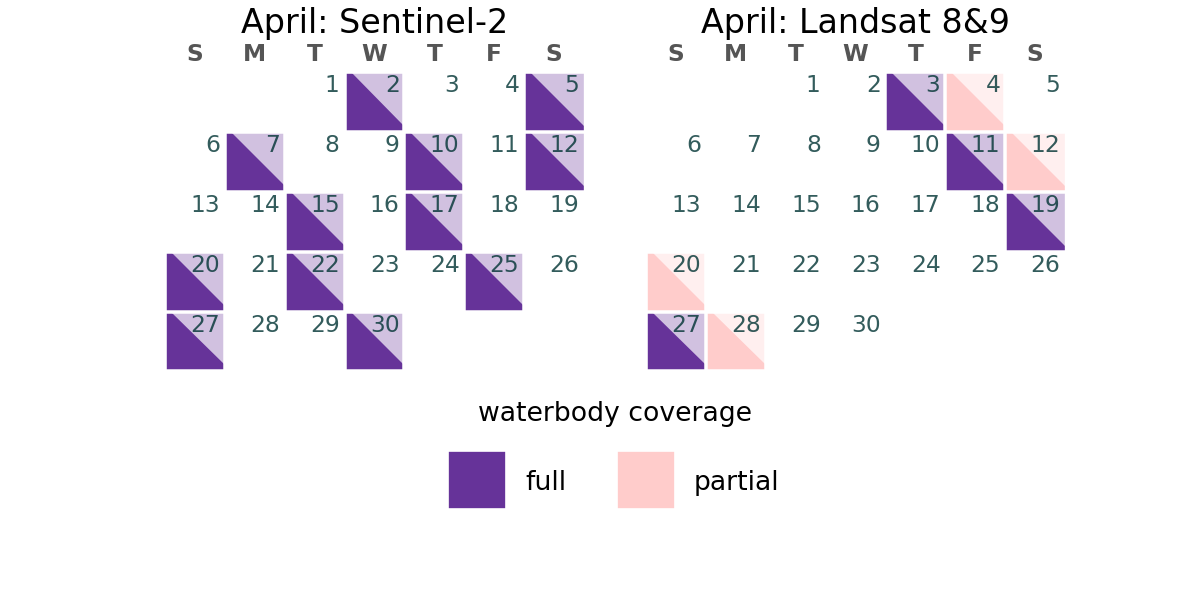 April: Sentinel-2
S M T W T F S
1 2 3 4 5
6 7 8 9 10 11 12
13 14 15 16 17 18 19
20 21 22 23 24 25 26
27 28 29 30
April: Landsat 8&9
S M T W T F S
1 2 3 4 5
6 7 8 9 10 11 12
13 14 15 16 17 18 19
20 21 22 23 24 25 26
27 28 29 30
waterbody coverage
full
partial